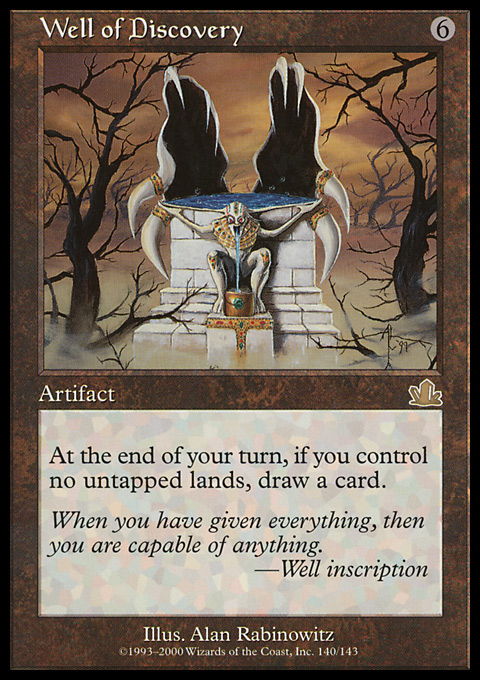 Well of Discovery
6
Artifact
At the end of your turn, if you control
no untapped lands, draw a card.
When you have given everything, then
you are capable of anything.
—Well inscription
Illus. Alan Rabinowitz
©1993–2000 Wizards of the Coast, Inc. 140/143